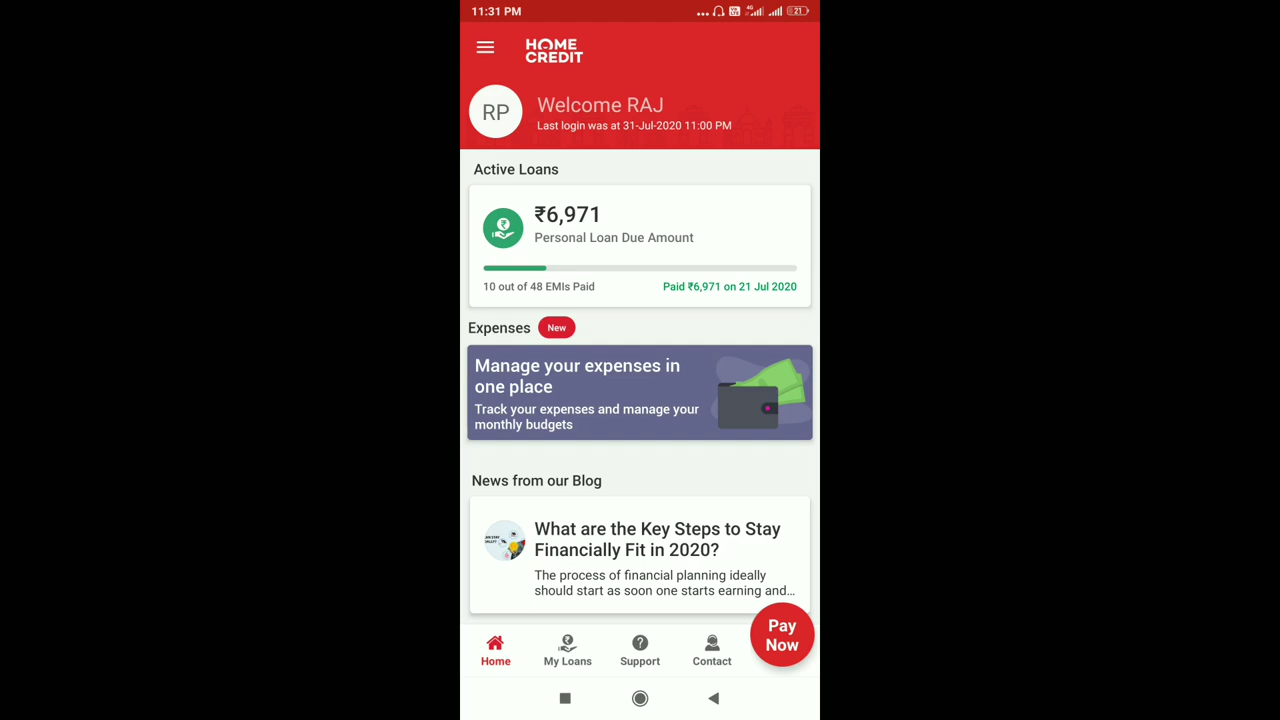 11:31 PM
4G
21
HOME
CREDIT
RP
Welcome RAJ
Last login was at 31-Jul-2020 11:00 PM
Active Loans
₹6,971
Personal Loan Due Amount
10 out of 48 EMIs Paid
Paid ₹6,971 on 21 Jul 2020
Expenses
New
Manage your expenses in
one place
Track your expenses and manage your
monthly budgets
News from our Blog
What are the Key Steps to Stay
Financially Fit in 2020?
The process of financial planning ideally
should start as soon one starts earning and…
Pay
Now
Home
My Loans
Support
Contact